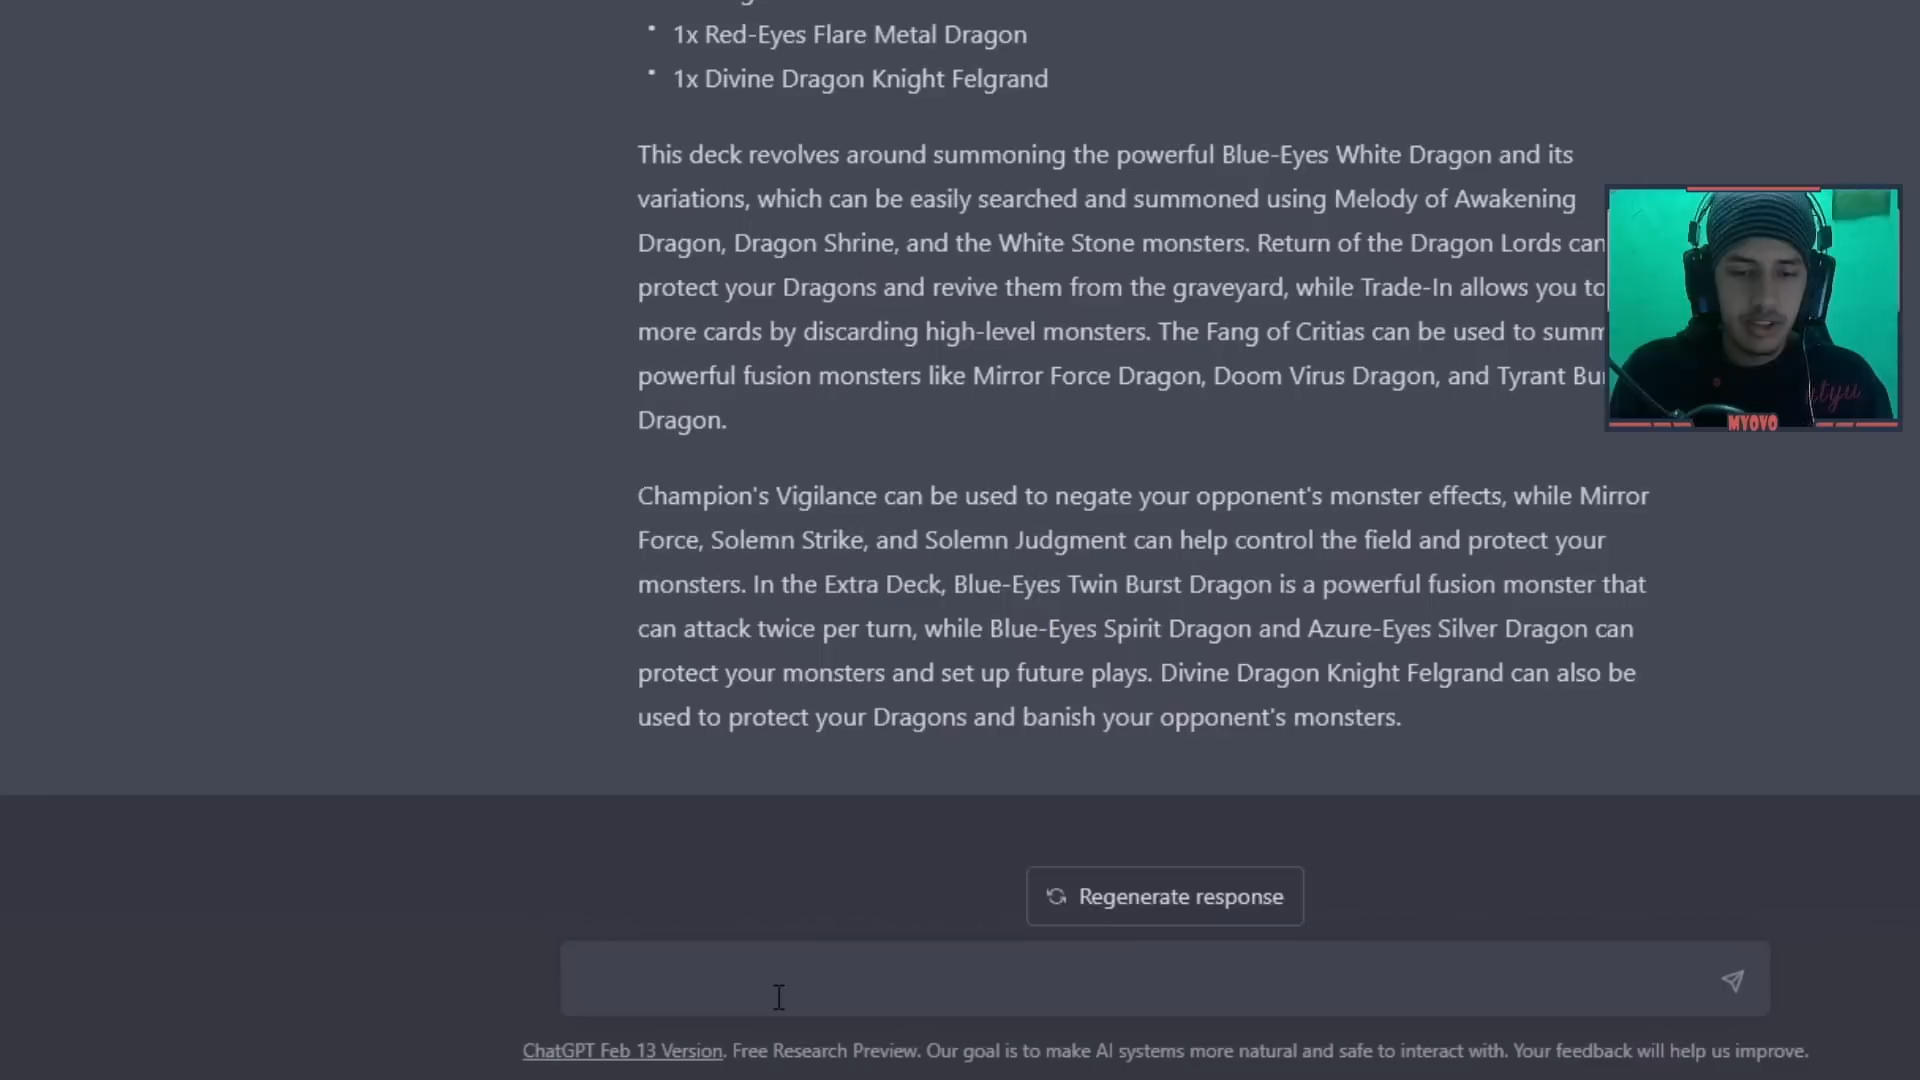 1x Red-Eyes Flare Metal Dragon
1x Divine Dragon Knight Felgrand
This deck revolves around summoning the powerful Blue-Eyes White Dragon and its
variations, which can be easily searched and summoned using Melody of Awakening
Dragon, Dragon Shrine, and the White Stone monsters. Return of the Dragon Lords can
protect your Dragons and revive them from the graveyard, while Trade-In allows you to
more cards by discarding high-level monsters. The Fang of Critias can be used to
powerful fusion monsters like Mirror Force Dragon, Doom Virus Dragon, and Tyrant
Dragon.
Champion's Vigilance can be used to negate your opponent's monster effects, while Mirror
Force, Solemn Strike, and Solemn Judgment can help control the field and protect your
monsters. In the Extra Deck, Blue-Eyes Twin Burst Dragon is a powerful fusion monster that
can attack twice per turn, while Blue-Eyes Spirit Dragon and Azure-Eyes Silver Dragon can
protect your monsters and set up future plays. Divine Dragon Knight Felgrand can also be
used to protect your Dragons and banish your opponent's monsters.
MYOVO
Regenerate response
ChatGPT Feb 13 Version. Free Research Preview. Our goal is to make AI systems more natural and safe to interact with. Your feedback will help us improve.